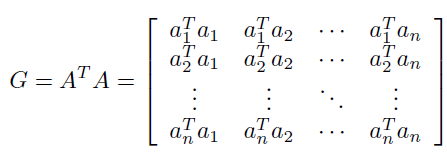 G = A^T A = [ a_1^T a_1 a_1^T a_2 ⋯ a_1^T a_n
a_2^T a_1 a_2^T a_2 ⋯ a_2^T a_n
⋮ ⋮ ⋱ ⋮
a_n^T a_1 a_n^T a_2 ⋯ a_n^T a_n ]